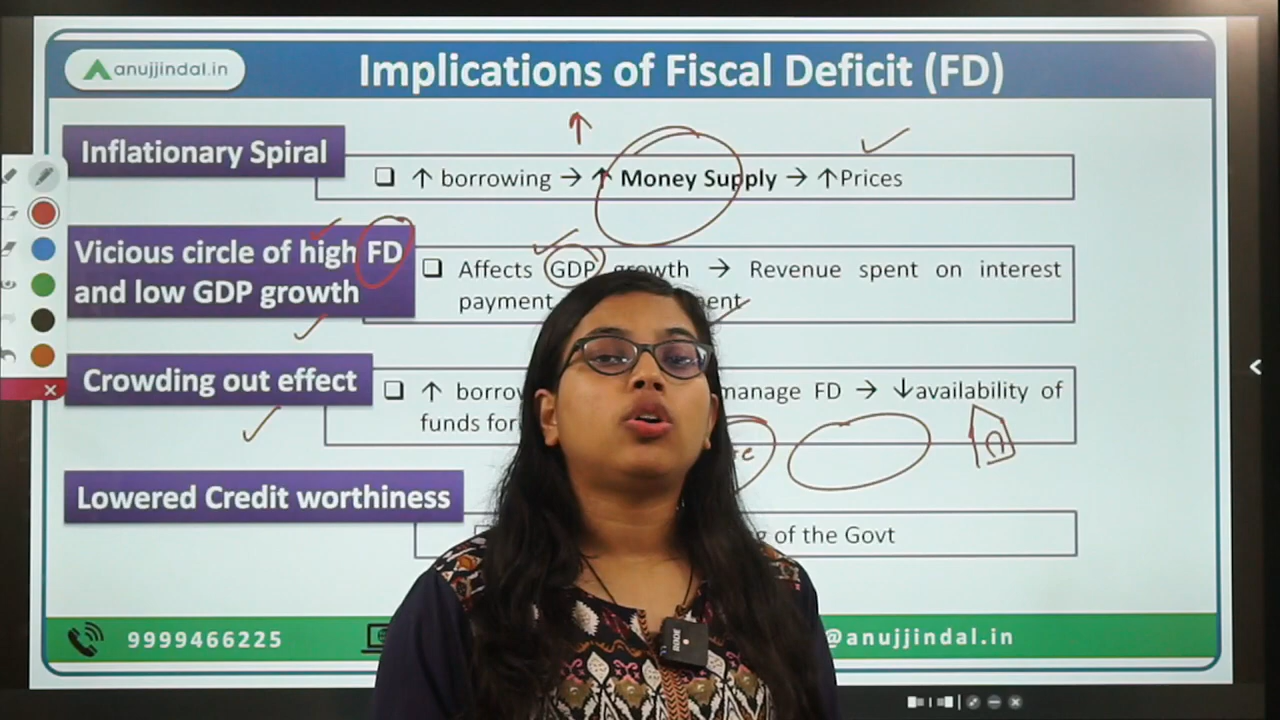 anujjindal.in
Implications of Fiscal Deficit (FD)
Inflationary Spiral
↑ borrowing → ↑ Money Supply → ↑Prices
Vicious circle of high FD
and low GDP growth
Affects GDP growth → Revenue spent on interest
payment
Crowding out effect
manage FD → ↓availability of
funds for
Lowered Credit worthiness
of the Govt
9999466225
@anujjindal.in
RODE